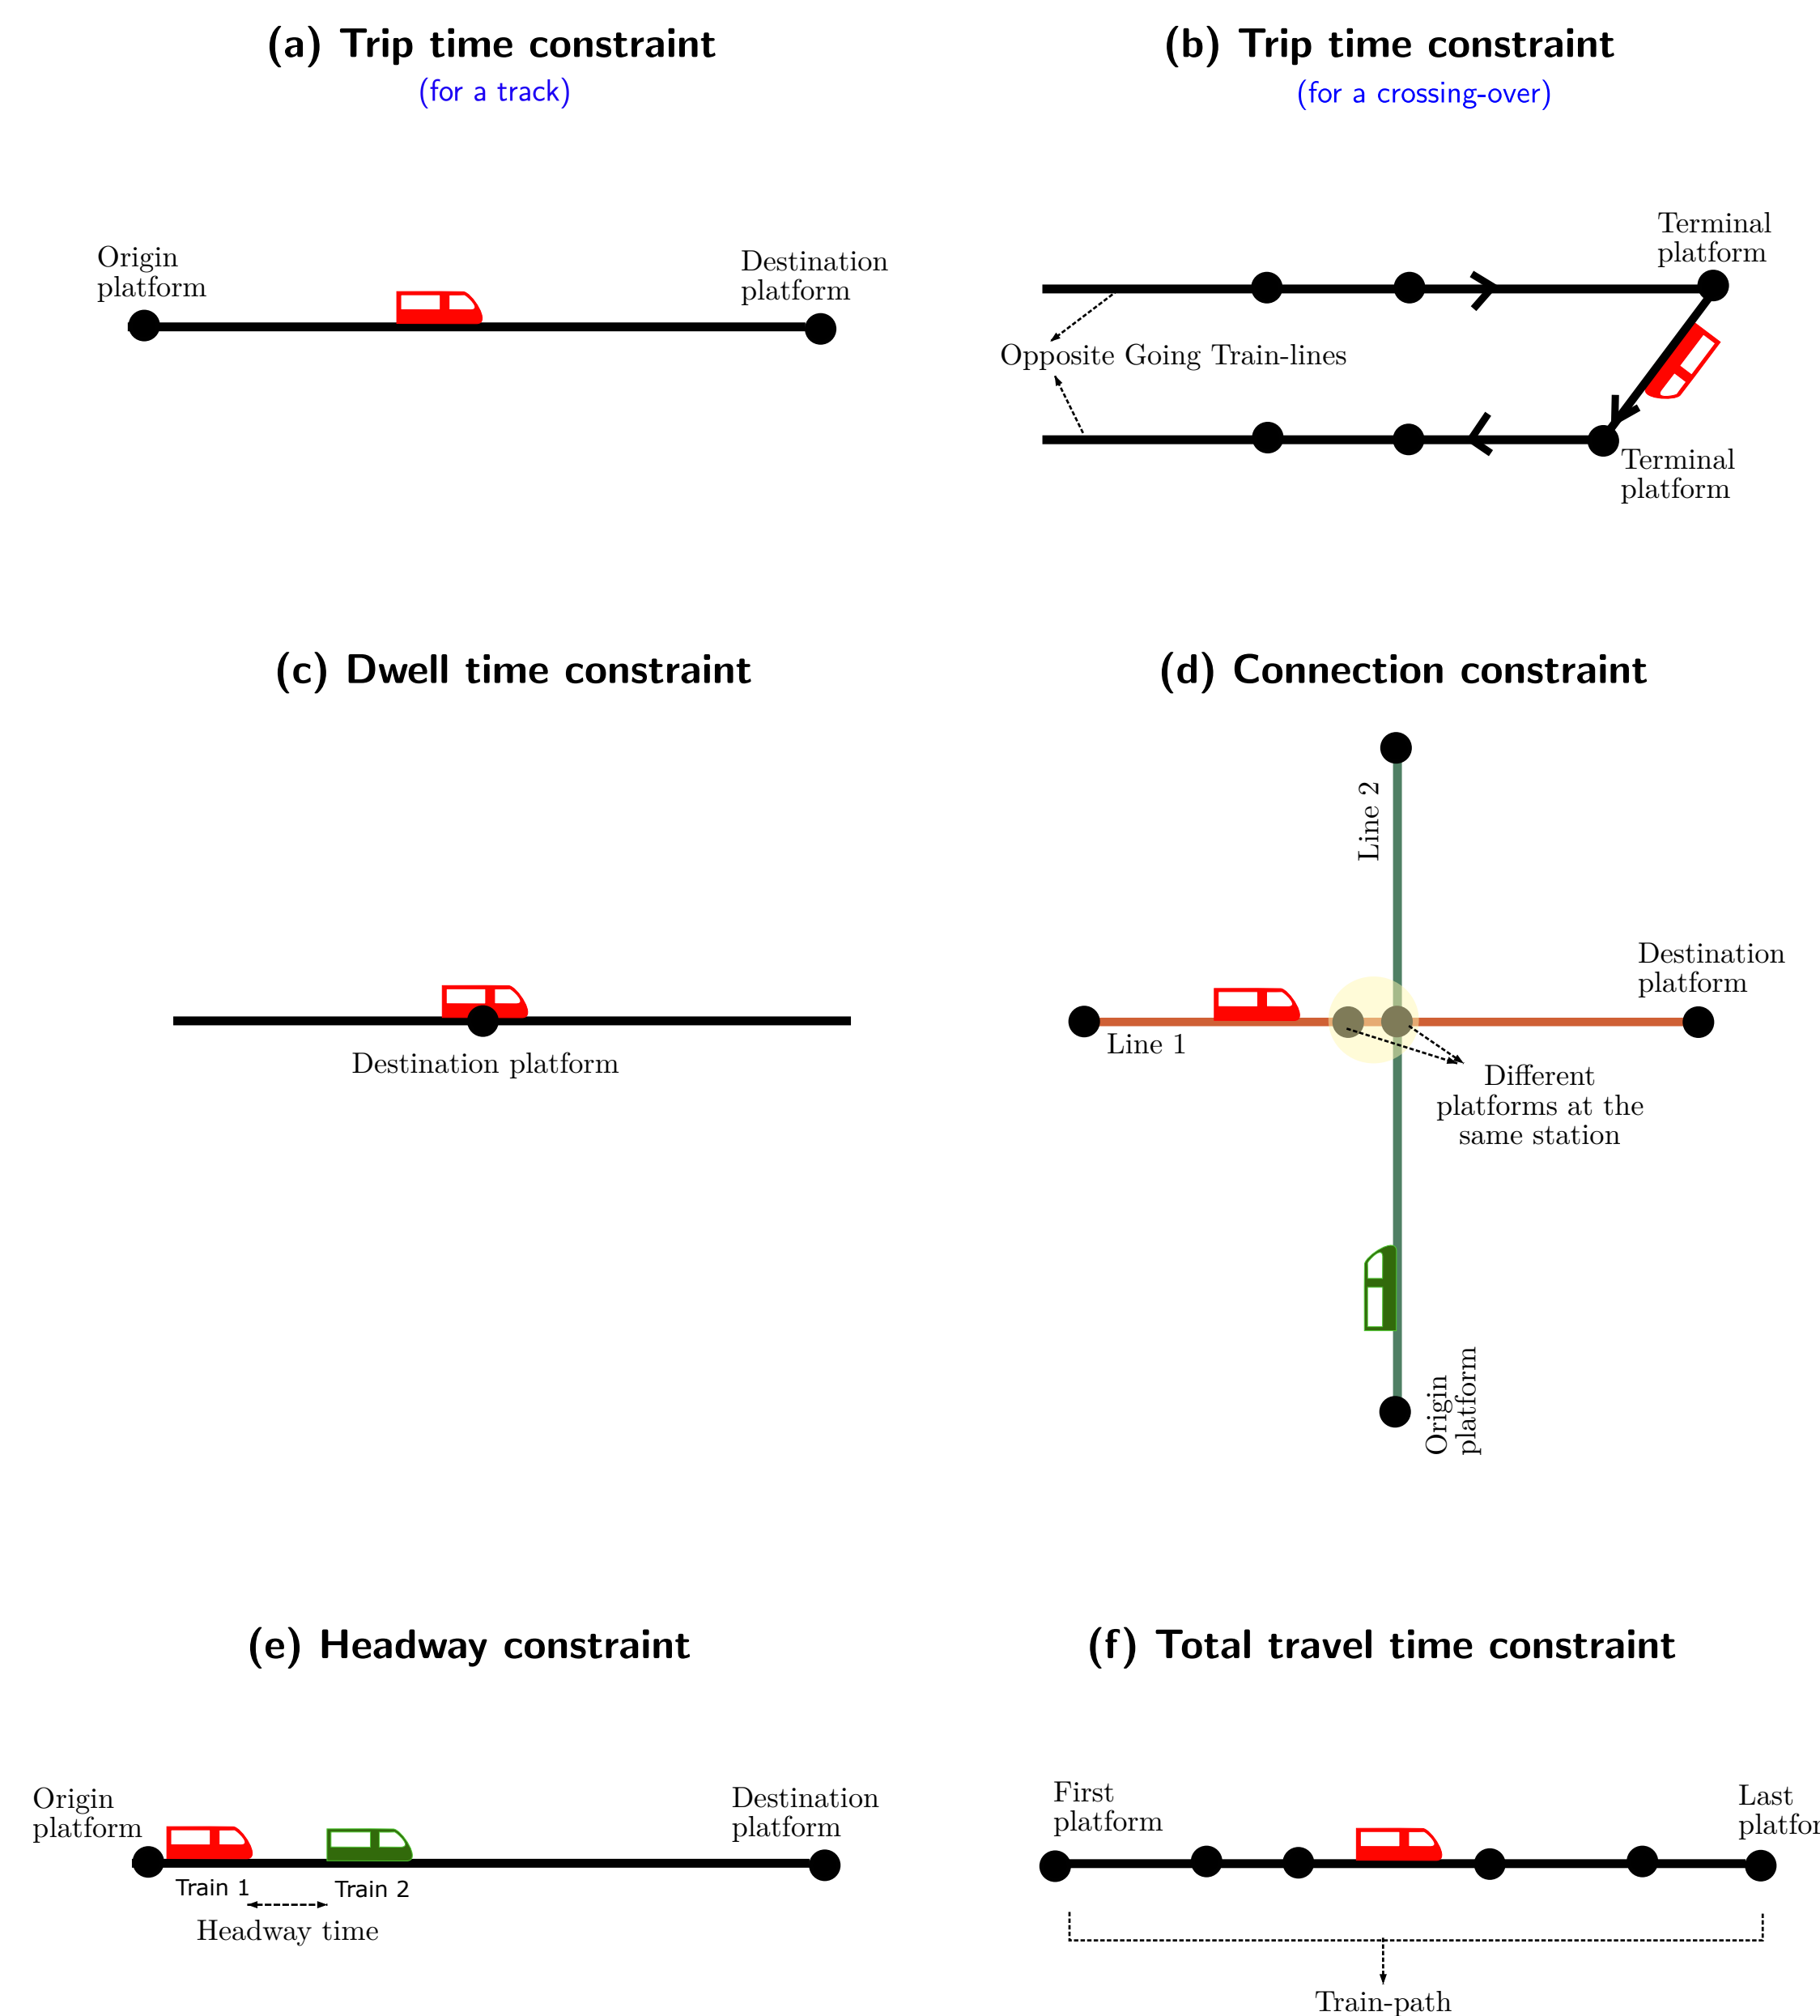 (a) Trip time constraint
(for a track)
Origin
platform
Destination
platform
(b) Trip time constraint
(for a crossing-over)
Terminal
platform
Opposite Going Train-lines
Terminal
platform
(c) Dwell time constraint
Destination platform
(d) Connection constraint
Line 2
Destination
platform
Line 1
Different
platforms at the
same station
Origin
platform
(e) Headway constraint
Origin
platform
Destination
platform
Train 1
Train 2
Headway time
(f) Total travel time constraint
First
platform
Last
platfor
Train-path